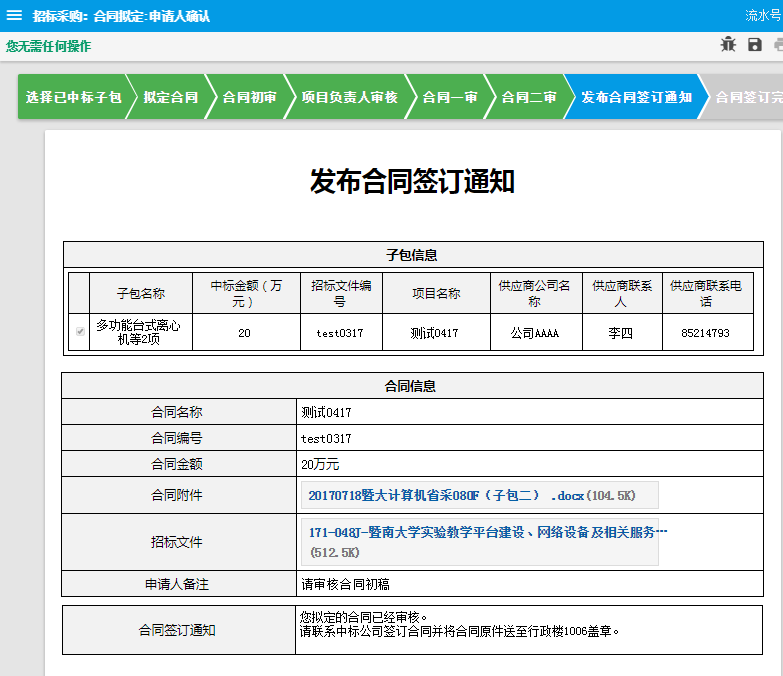 招标采购: 合同拟定:申请人确认
流水号
您无需任何操作
选择已中标子包
拟定合同
合同初审
项目负责人审核
合同一审
合同二审
发布合同签订通知
合同签订完
发布合同签订通知
子包信息
子包名称
中标金额（万
元）
招标文件编
号
项目名称
供应商公司名
称
供应商联系
人
供应商联系电
话
多功能台式离心
机等2项
20
test0317
测试0417
公司AAAA
李四
85214793
合同信息
合同名称
测试0417
合同编号
test0317
合同金额
20万元
合同附件
20170718暨大计算机省采080F（子包二） .docx(104.5K)
招标文件
171-048J-暨南大学实验教学平台建设、网络设备及相关服务…
(512.5K)
申请人备注
请审核合同初稿
合同签订通知
您拟定的合同已经审核。
请联系中标公司签订合同并将合同原件送至行政楼1006盖章。